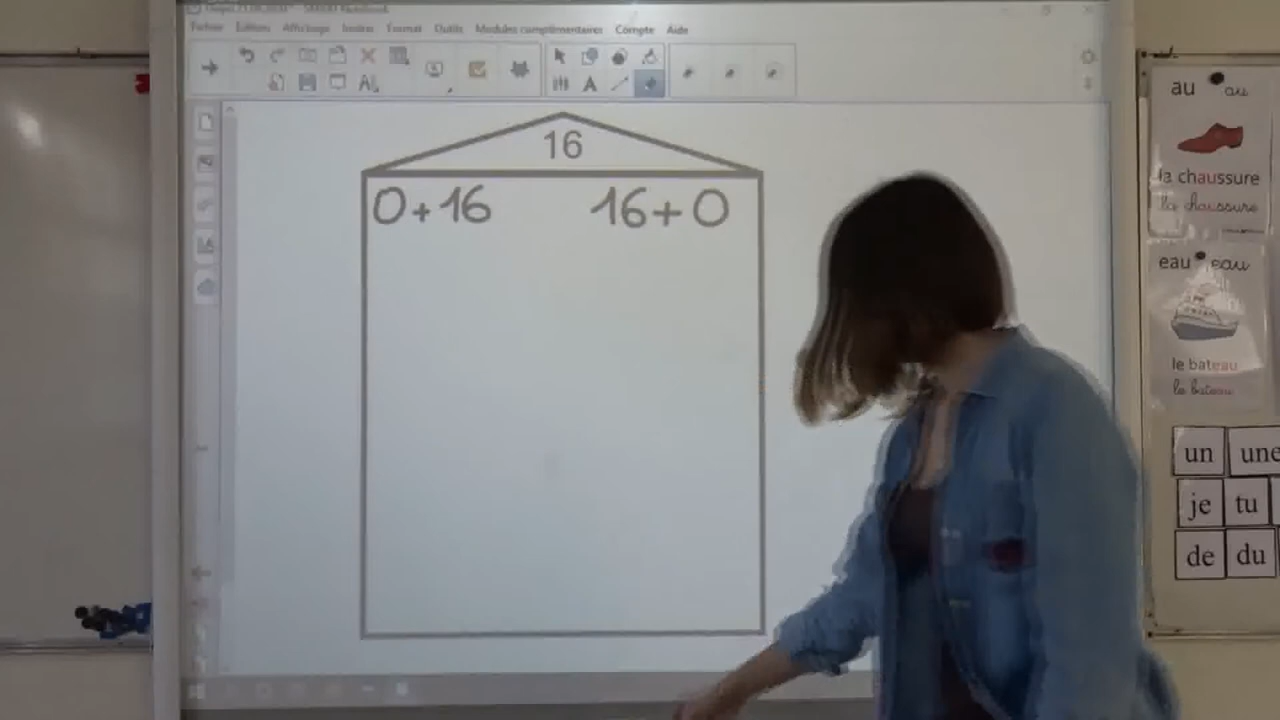 Fichier Edition Affichage Insérer Format Outils Modules complémentaires Compte Aide
16
0+16 16+0
au au
la chaussure
la chaussure
eau eau
le bateau
le bateau
un une
je tu
de du